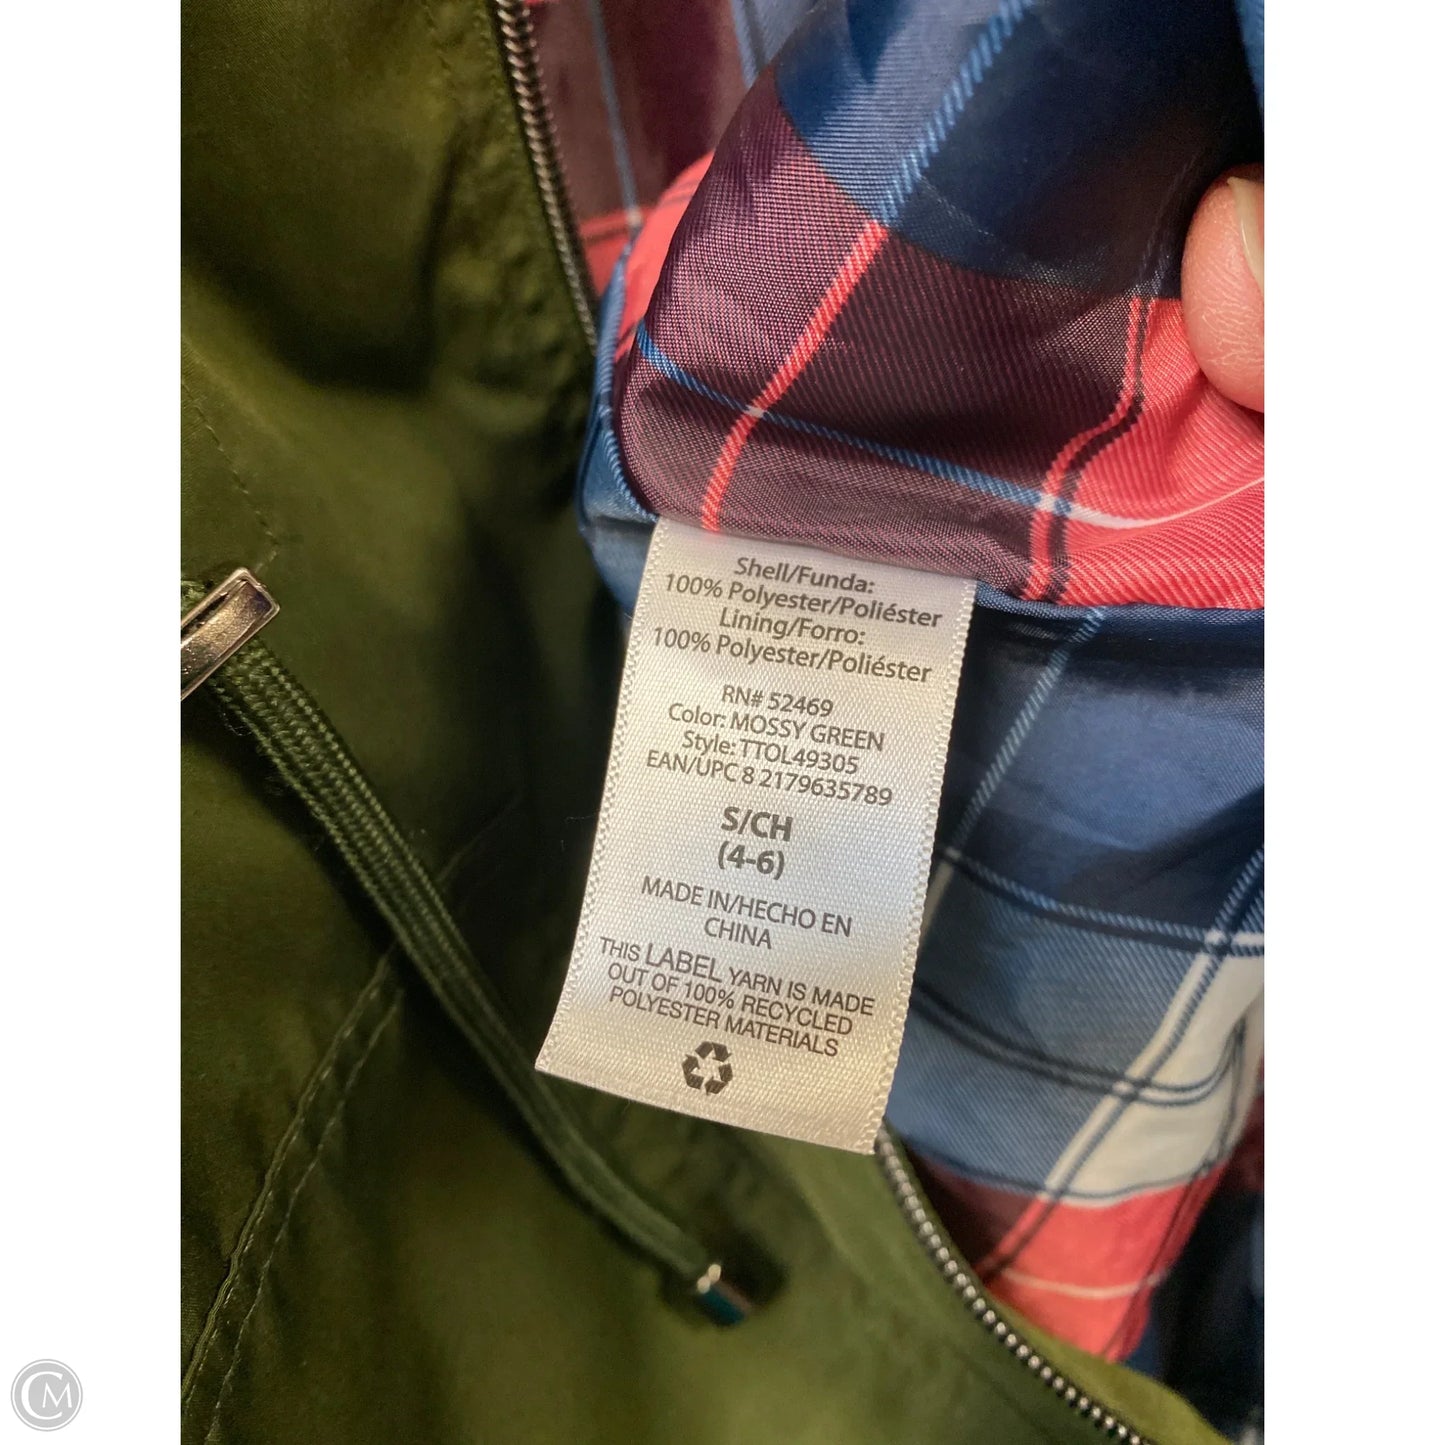 Shell/Funda:
100% Polyester/Poliéster
Lining/Forro:
100% Polyester/Poliéster
RN# 52469
Color: MOSSY GREEN
Style: TTOL49305
EAN/UPC 8 2179635789
S/CH
(4-6)
MADE IN/HECHO EN
CHINA
THIS LABEL YARN IS MADE
OUT OF 100% RECYCLED
POLYESTER MATERIALS
CM